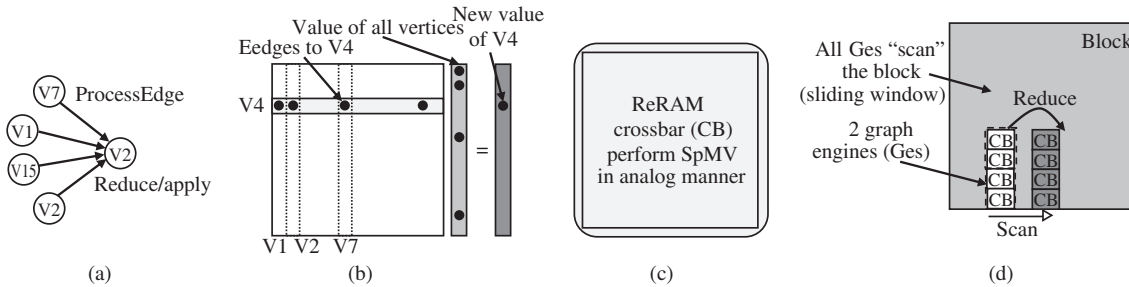 V7
ProcessEdge
V1
V2
V15
Reduce/apply
V2
(a)
Value of all vertices
Eedges to V4
New value
of V4
V4
=
V1
V2
V7
(b)
ReRAM
crossbar (CB)
perform SpMV
in analog manner
(c)
Block
All Ges “scan”
the block
(sliding window)
Reduce
2 graph
engines (Ges)
CB CB
CB CB
CB CB
CB CB
Scan
(d)